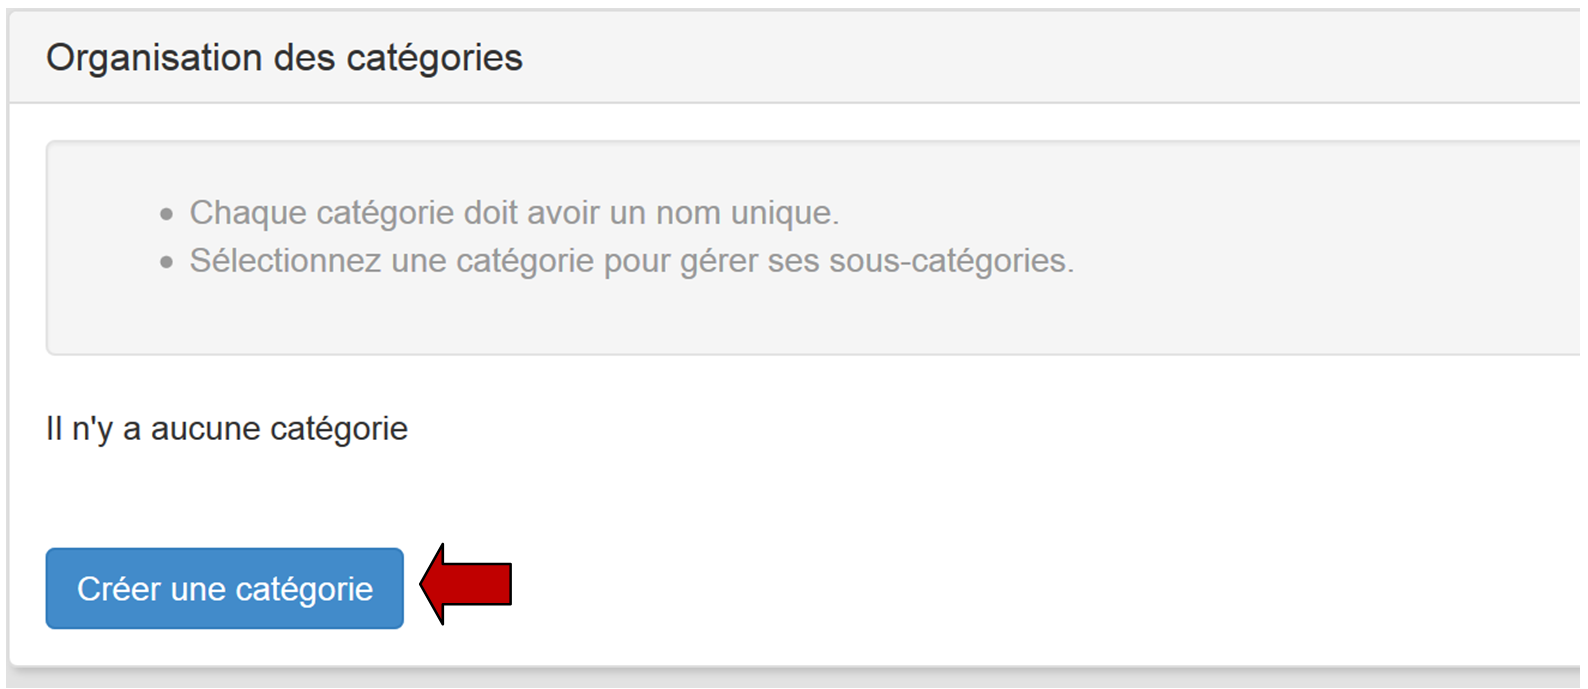 Organisation des catégories
Chaque catégorie doit avoir un nom unique.
Sélectionnez une catégorie pour gérer ses sous-catégories.
Il n'y a aucune catégorie
Créer une catégorie